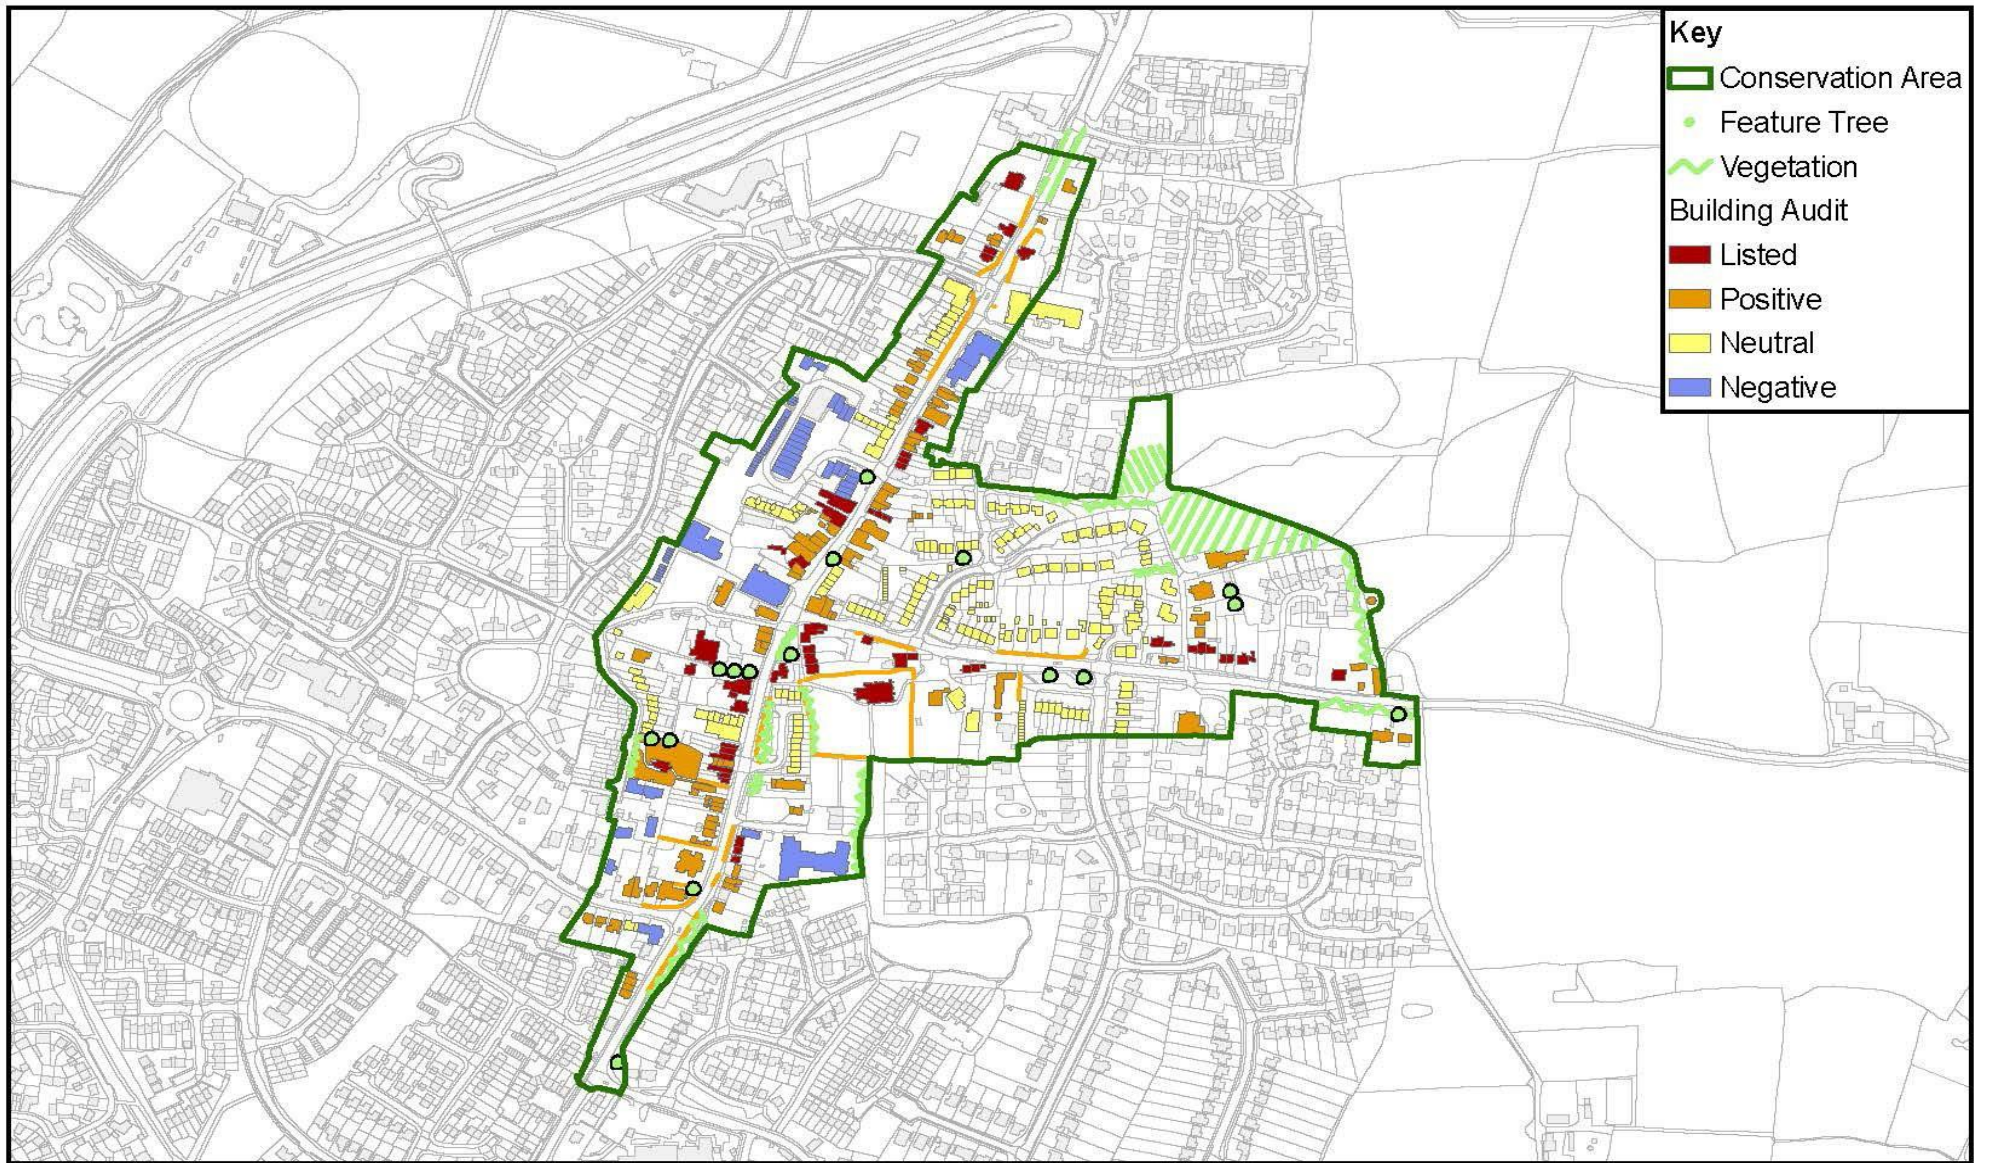 Key
Conservation Area
Feature Tree
Vegetation
Building Audit
Listed
Positive
Neutral
Negative